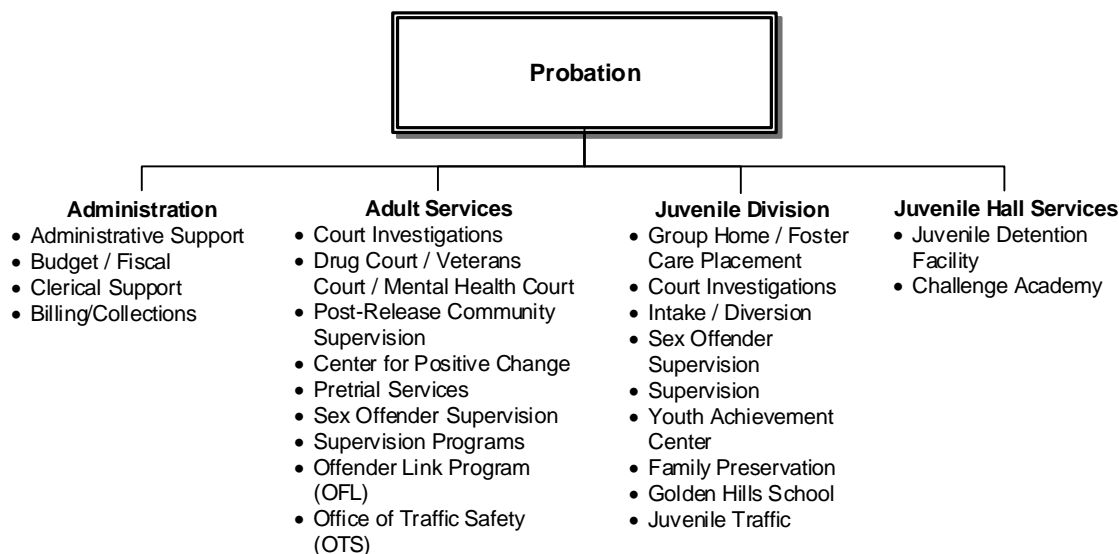 Probation
Administration
• Administrative Support
• Budget / Fiscal
• Clerical Support
• Billing/Collections
Adult Services
• Court Investigations
• Drug Court / Veterans
Court / Mental Health Court
• Post-Release Community
Supervision
• Center for Positive Change
• Pretrial Services
• Sex Offender Supervision
• Supervision Programs
• Offender Link Program
(OFL)
• Office of Traffic Safety
(OTS)
Juvenile Division
• Group Home / Foster
Care Placement
• Court Investigations
• Intake / Diversion
• Sex Offender
Supervision
• Supervision
• Youth Achievement
Center
• Family Preservation
• Golden Hills School
• Juvenile Traffic
Juvenile Hall Services
• Juvenile Detention
Facility
• Challenge Academy